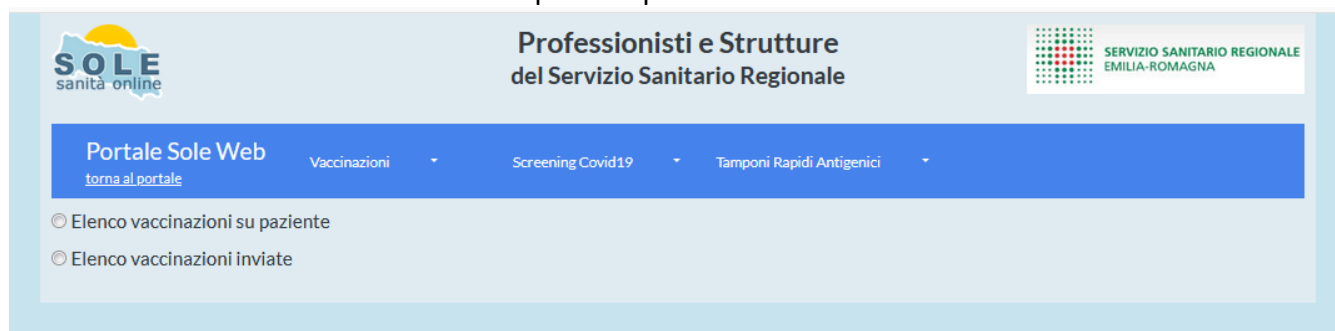 SOLE
sanità online
Professionisti e Strutture
del Servizio Sanitario Regionale
SERVIZIO SANITARIO REGIONALE
EMILIA-ROMAGNA
Portale Sole Web
torna al portale
Vaccinazioni
Screening Covid19
Tamponi Rapidi Antigenici
Elenco vaccinazioni su paziente
Elenco vaccinazioni inviate